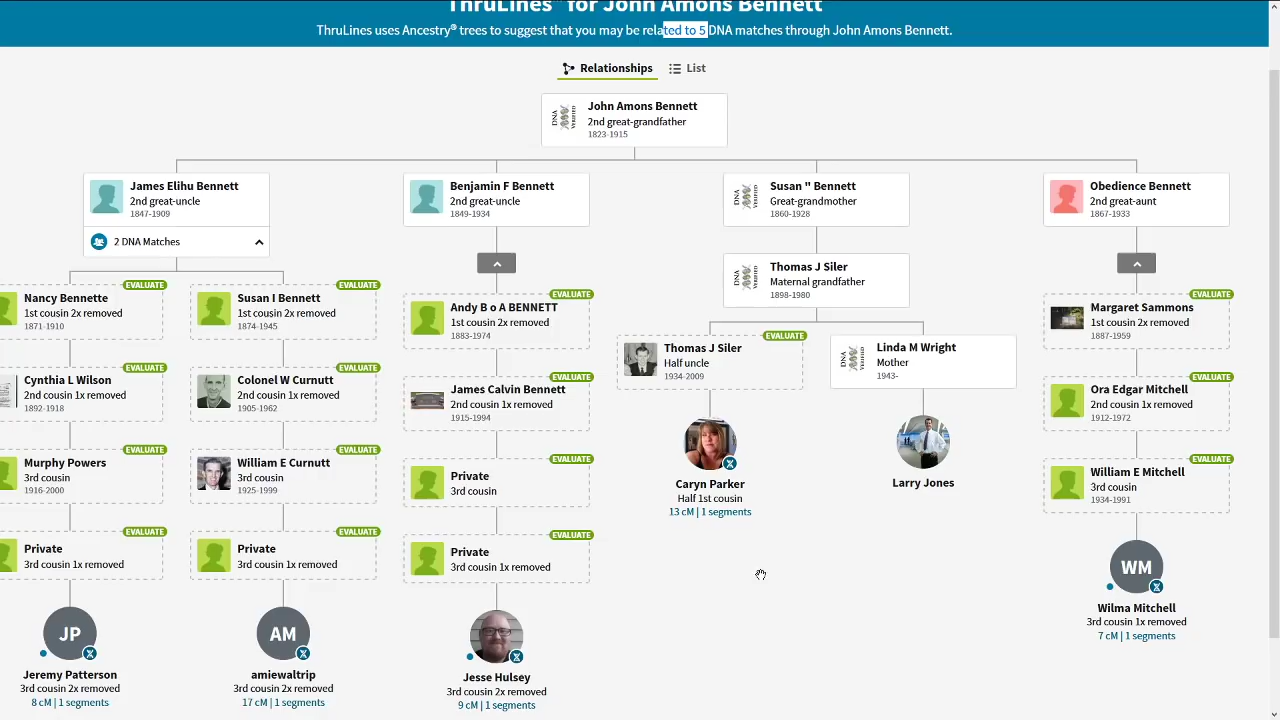 ThruLines® for John Amons Bennett
ThruLines uses Ancestry® trees to suggest that you may be related to 5 DNA matches through John Amons Bennett.
Relationships
List
DNA VERIFIED
John Amons Bennett
2nd great-grandfather
1823-1915
James Elihu Bennett
2nd great-uncle
1847-1909
2 DNA Matches
Benjamin F Bennett
2nd great-uncle
1849-1934
DNA VERIFIED
Susan " Bennett
Great-grandmother
1860-1928
Obedience Bennett
2nd great-aunt
1867-1933
DNA VERIFIED
Thomas J Siler
Maternal grandfather
1898-1980
EVALUATE
Nancy Bennette
1st cousin 2x removed
1871-1910
EVALUATE
Susan I Bennett
1st cousin 2x removed
1874-1945
EVALUATE
Andy B o A BENNETT
1st cousin 2x removed
1883-1974
EVALUATE
Thomas J Siler
Half uncle
1934-2009
DNA VERIFIED
Linda M Wright
Mother
1943-
EVALUATE
Margaret Sammons
1st cousin 2x removed
1887-1959
EVALUATE
Cynthia L Wilson
2nd cousin 1x removed
1892-1918
EVALUATE
Colonel W Curnutt
2nd cousin 1x removed
1905-1962
EVALUATE
James Calvin Bennett
2nd cousin 1x removed
1915-1994
EVALUATE
Ora Edgar Mitchell
2nd cousin 1x removed
1912-1972
EVALUATE
Murphy Powers
3rd cousin
1916-2000
EVALUATE
William E Curnutt
3rd cousin
1925-1999
EVALUATE
Private
3rd cousin
Caryn Parker
Half 1st cousin
13 cM | 1 segments
Larry Jones
EVALUATE
William E Mitchell
3rd cousin
1934-1991
EVALUATE
Private
3rd cousin 1x removed
EVALUATE
Private
3rd cousin 1x removed
EVALUATE
Private
3rd cousin 1x removed
WM
Wilma Mitchell
3rd cousin 1x removed
7 cM | 1 segments
JP
Jeremy Patterson
3rd cousin 2x removed
8 cM | 1 segments
AM
amiewaltrip
3rd cousin 2x removed
17 cM | 1 segments
Jesse Hulsey
3rd cousin 2x removed
9 cM | 1 segments